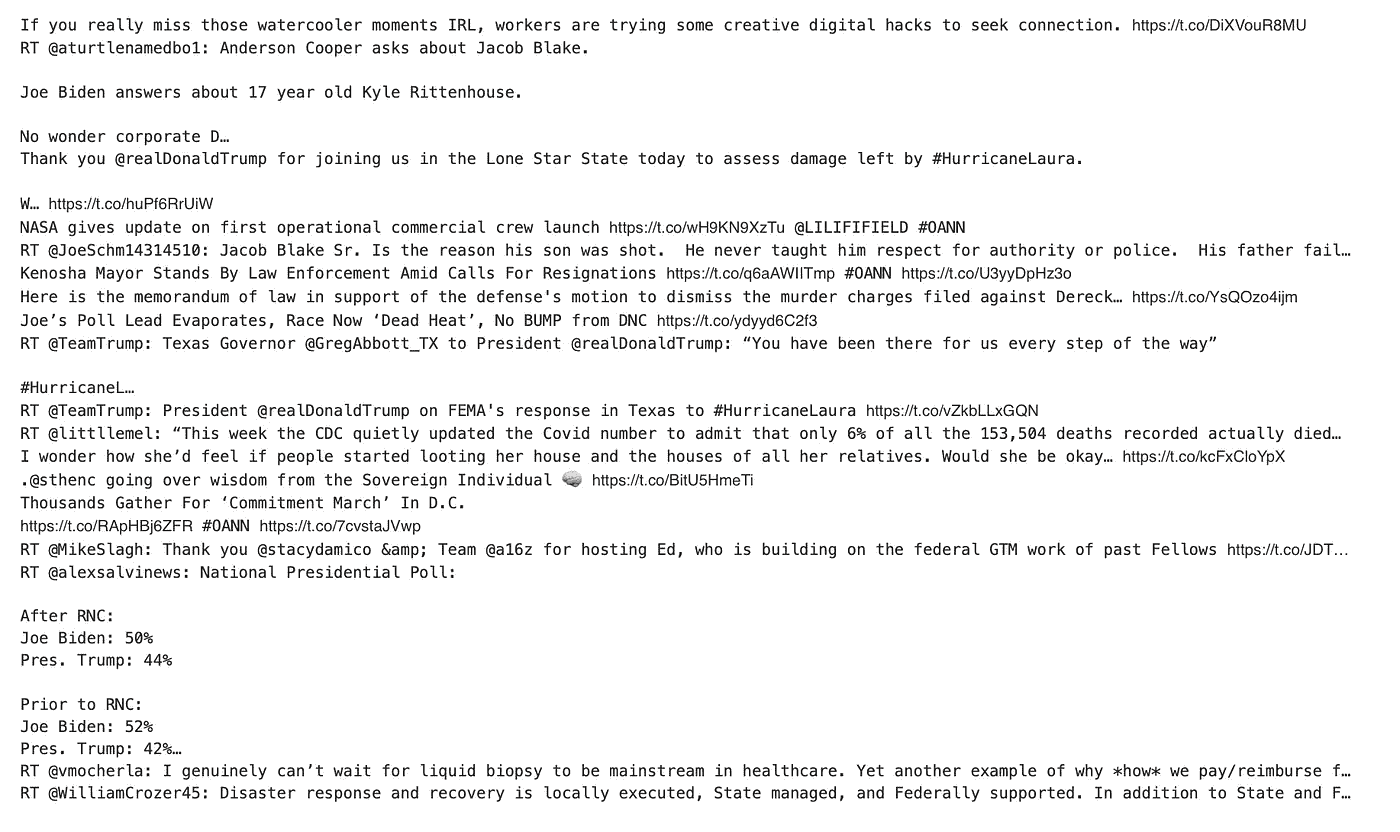 If you really miss those watercooler moments IRL, workers are trying some creative digital hacks to seek connection. https://t.co/DiXVouR8MU
RT @aturtlenamedbo1: Anderson Cooper asks about Jacob Blake.
Joe Biden answers about 17 year old Kyle Rittenhouse.
No wonder corporate D…
Thank you @realDonaldTrump for joining us in the Lone Star State today to assess damage left by #HurricaneLaura.
W… https://t.co/huPf6RrUiW
NASA gives update on first operational commercial crew launch https://t.co/wH9KN9XzTu @LILIFIFIELD #OANN
RT @JoeSchm14314510: Jacob Blake Sr. Is the reason his son was shot.  He never taught him respect for authority or police.  His father fail…
Kenosha Mayor Stands By Law Enforcement Amid Calls For Resignations https://t.co/q6aAWIITmp #OANN https://t.co/U3yyDpHz3o
Here is the memorandum of law in support of the defense's motion to dismiss the murder charges filed against Dereck… https://t.co/YsQOzo4ijm
Joe’s Poll Lead Evaporates, Race Now ‘Dead Heat’, No BUMP from DNC https://t.co/ydyyd6C2f3
RT @TeamTrump: Texas Governor @GregAbbott_TX to President @realDonaldTrump: “You have been there for us every step of the way”
#HurricaneL…
RT @TeamTrump: President @realDonaldTrump on FEMA's response in Texas to #HurricaneLaura https://t.co/vZkbLLxGQN
RT @littllemel: “This week the CDC quietly updated the Covid number to admit that only 6% of all the 153,504 deaths recorded actually died…
I wonder how she’d feel if people started looting her house and the houses of all her relatives. Would she be okay… https://t.co/kcFxCloYpX
.@sthenc going over wisdom from the Sovereign Individual 🧠 https://t.co/BitU5HmeTi
Thousands Gather For ‘Commitment March’ In D.C.
https://t.co/RApHBj6ZFR #OANN https://t.co/7cvstaJVwp
RT @MikeSlagh: Thank you @stacydamico &amp; Team @a16z for hosting Ed, who is building on the federal GTM work of past Fellows https://t.co/JDT…
RT @alexsalvinews: National Presidential Poll:
After RNC:
Joe Biden: 50%
Pres. Trump: 44%
Prior to RNC:
Joe Biden: 52%
Pres. Trump: 42%…
RT @vmocherla: I genuinely can’t wait for liquid biopsy to be mainstream in healthcare. Yet another example of why *how* we pay/reimburse f…
RT @WilliamCrozer45: Disaster response and recovery is locally executed, State managed, and Federally supported. In addition to State and F…